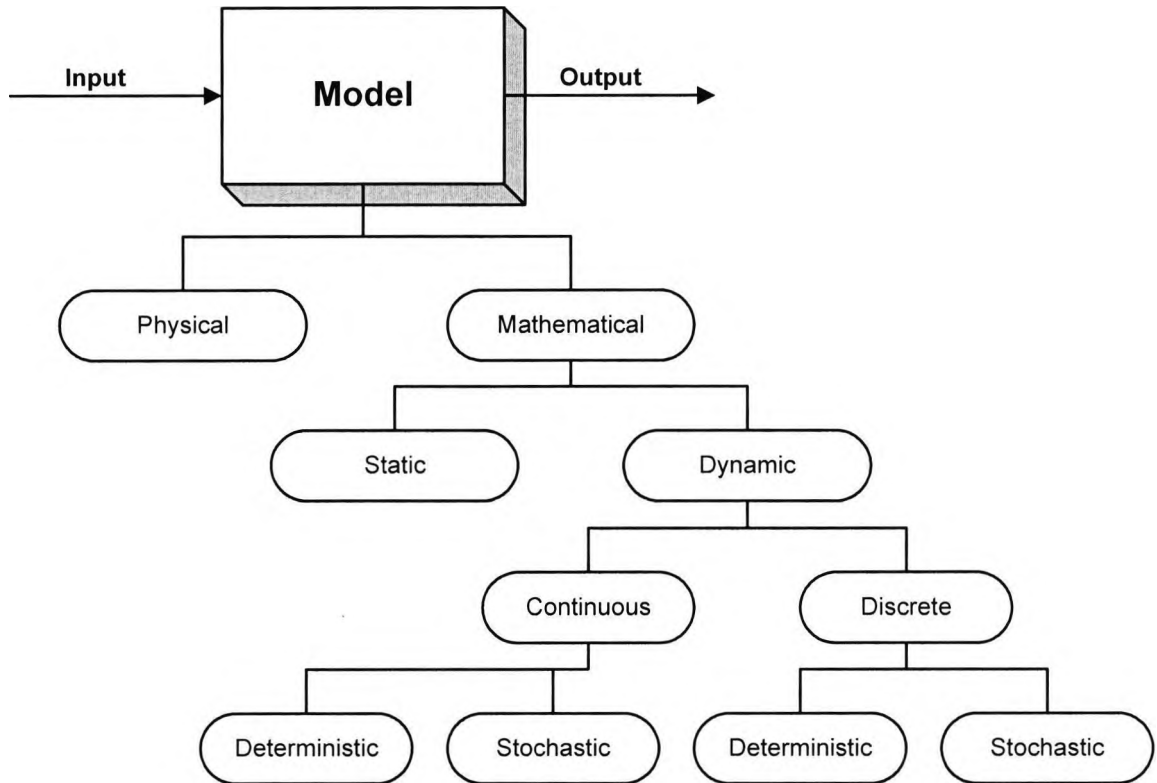 Input
Model
Output
Physical
Mathematical
Static
Dynamic
Continuous
Discrete
Deterministic
Stochastic
Deterministic
Stochastic